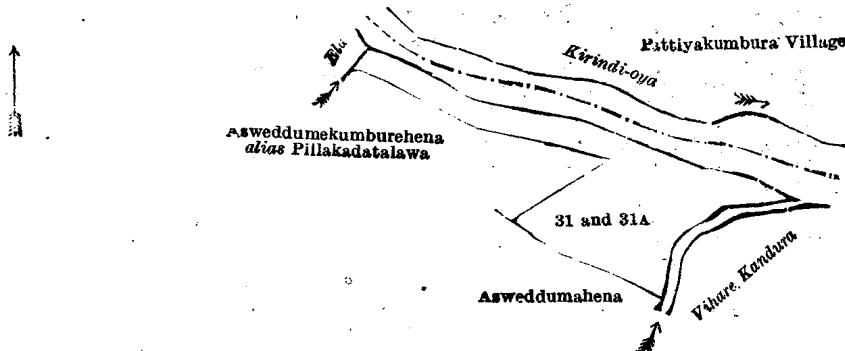 Pattiyakumbura Village
Ela
Kirindi-oya
Asweddumekumburehena
alias Pillakadatalawa
31 and 31A
Asweddumahena
Vihare Kandura